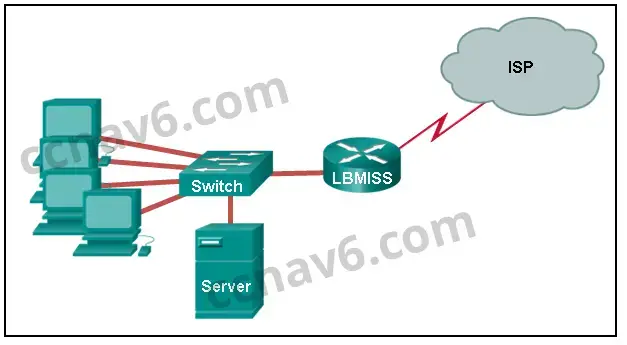 ISP
ccnav6.com
Switch
LBMISS
Server
ccnav6.com